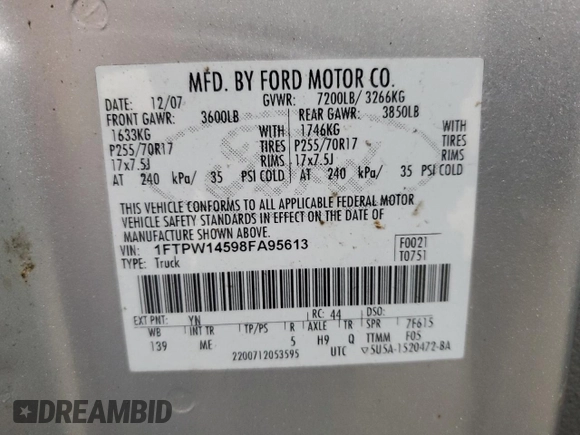 MFD. BY FORD MOTOR CO.
DATE: 12/07 GVWR: 7200LB/ 3266KG
FRONT GAWR: 3600LB REAR GAWR: 3850LB
1633KG WITH 1746KG WITH
P255/70R17 TIRES P255/70R17 TIRES
17x7.5J RIMS 17x7.5J RIMS
AT 240 kPa/ 35 PSI COLD AT 240 kPa/ 35 PSI COLD
THIS VEHICLE CONFORMS TO ALL APPLICABLE FEDERAL MOTOR
VEHICLE SAFETY STANDARDS IN EFFECT ON THE DATE OF
MANUFACTURE SHOWN ABOVE.
VIN: 1FTPW14598FA95613 F0021
TYPE: Truck T0751
EXT PNT: YN RC: 44 DSO:
WB INT TR TP/PS R AXLE TR SPR 7F615
139 ME 5 H9 Q TTMM F05
2200712053595 UTC ▽5U5A-1520472-BA
Ford
DREAMBID